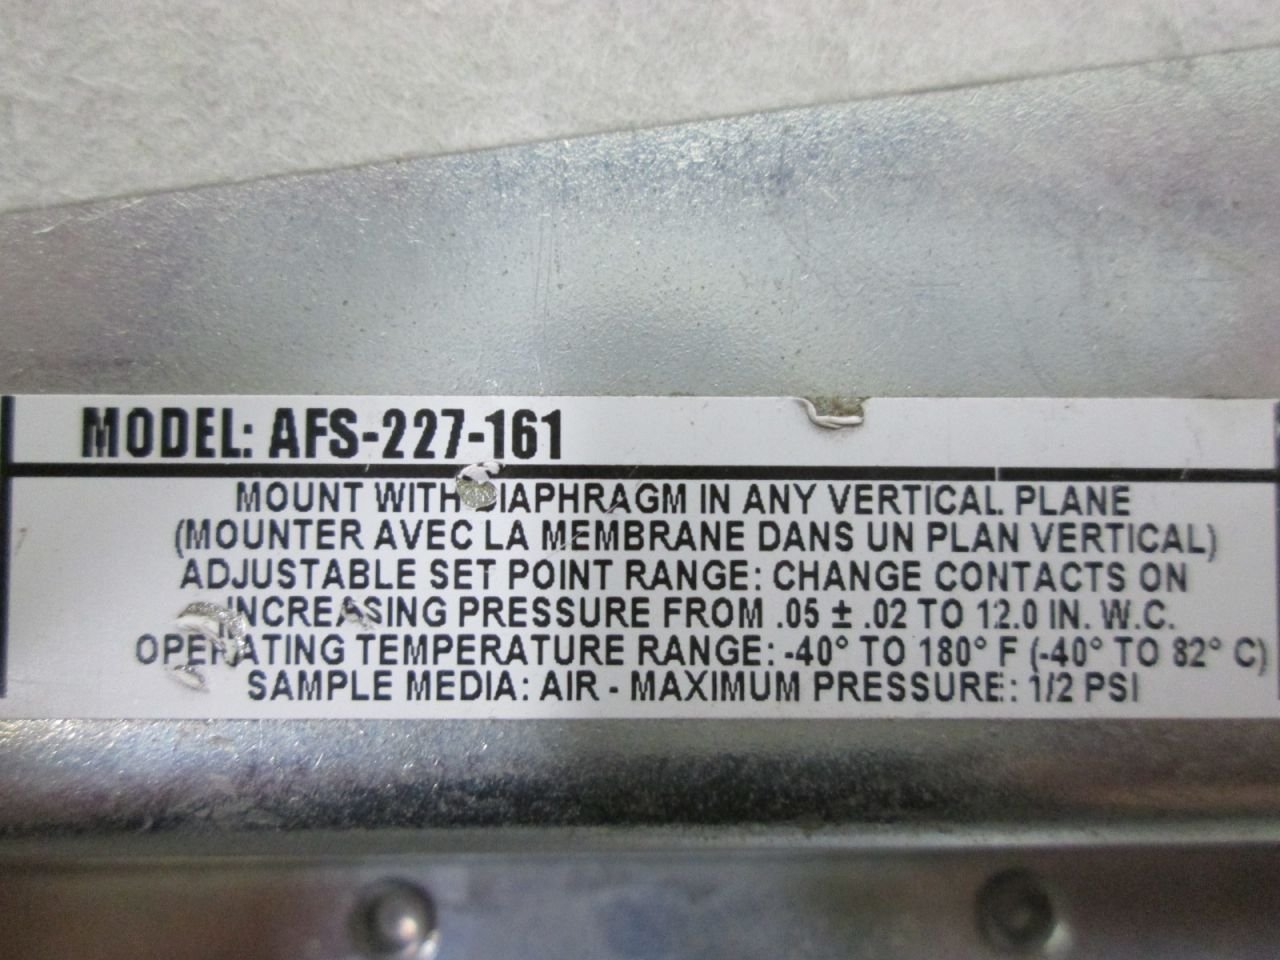 MODEL: AFS-227-161
MOUNT WITH DIAPHRAGM IN ANY VERTICAL PLANE
(MOUNTER AVEC LA MEMBRANE DANS UN PLAN VERTICAL)
ADJUSTABLE SET POINT RANGE: CHANGE CONTACTS ON
INCREASING PRESSURE FROM .05 ± .02 TO 12.0 IN. W.C.
OPERATING TEMPERATURE RANGE: -40° TO 180° F (-40° TO 82° C)
SAMPLE MEDIA: AIR - MAXIMUM PRESSURE: 1/2 PSI